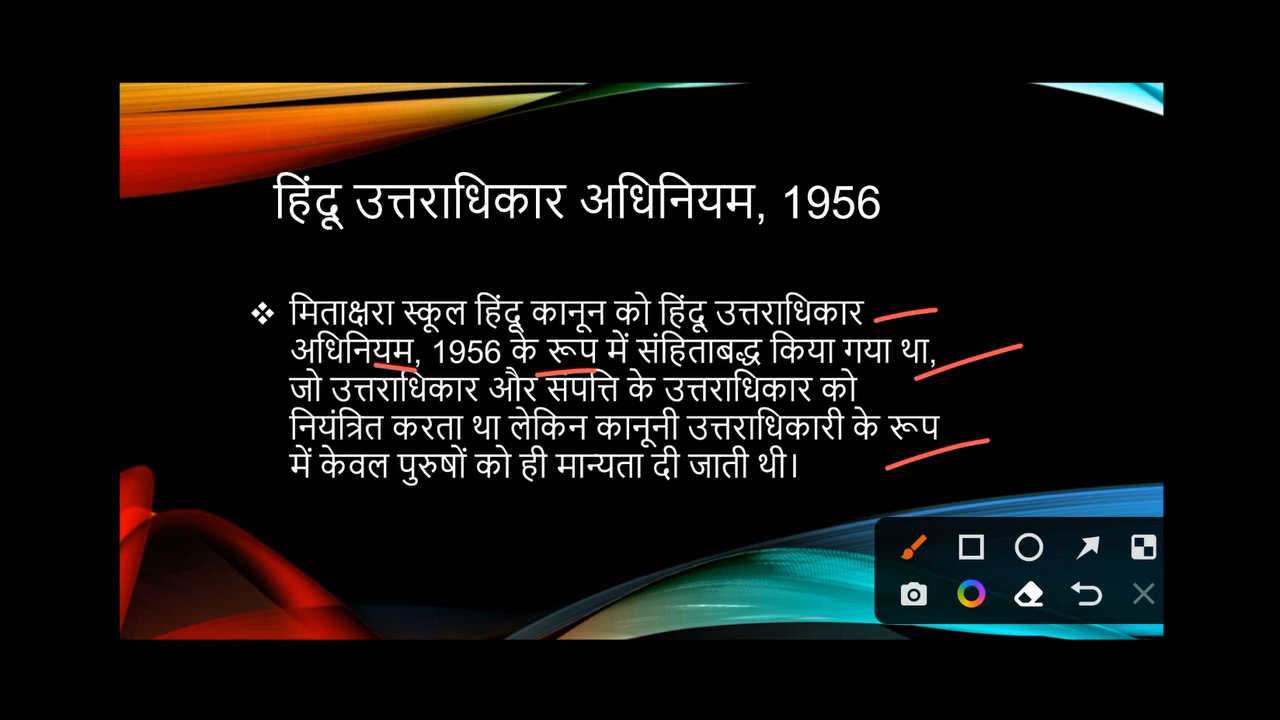 हिंदू उत्तराधिकार अधिनियम, 1956
❖ मिताक्षरा स्कूल हिंदू कानून को हिंदू उत्तराधिकार
अधिनियम, 1956 के रूप में संहिताबद्ध किया गया था,
जो उत्तराधिकार और संपत्ति के उत्तराधिकार को
नियंत्रित करता था लेकिन कानूनी उत्तराधिकारी के रूप
में केवल पुरुषों को ही मान्यता दी जाती थी।